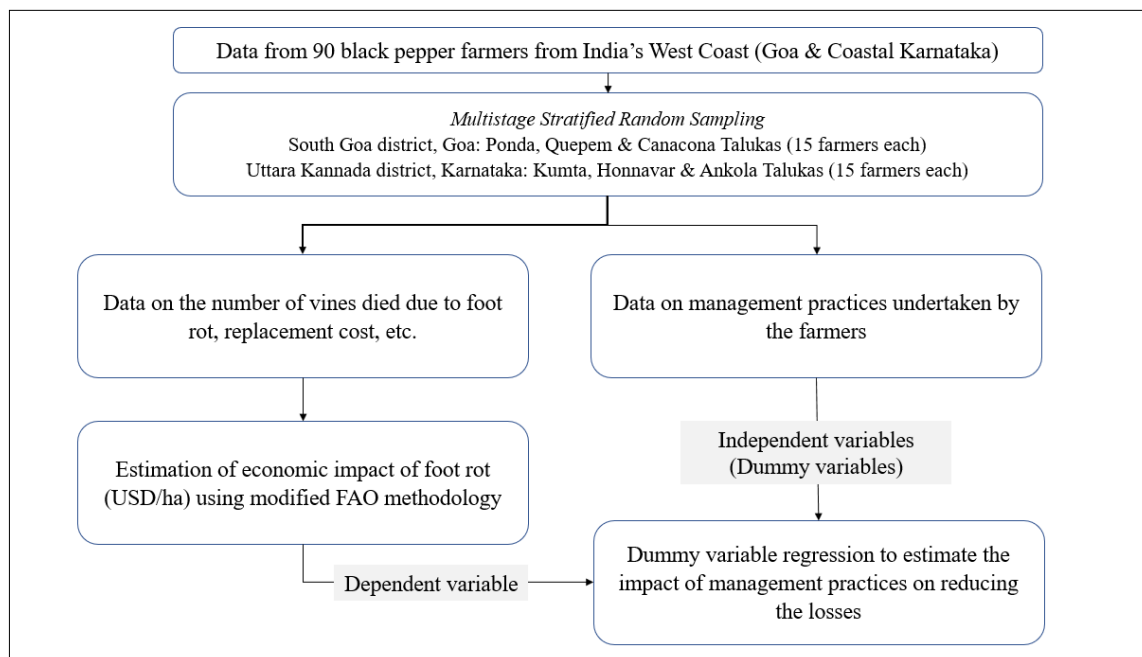 Data from 90 black pepper farmers from India's West Coast (Goa & Coastal Karnataka)
Multistage Stratified Random Sampling
South Goa district, Goa: Ponda, Quepem & Canacona Talukas (15 farmers each)
Uttara Kannada district, Karnataka: Kumta, Honnavar & Ankola Talukas (15 farmers each)
Data on the number of vines died due to foot
rot, replacement cost, etc.
Data on management practices undertaken by
the farmers
Independent variables
(Dummy variables)
Estimation of economic impact of foot rot
(USD/ha) using modified FAO methodology
Dependent variable
Dummy variable regression to estimate the
impact of management practices on reducing
the losses